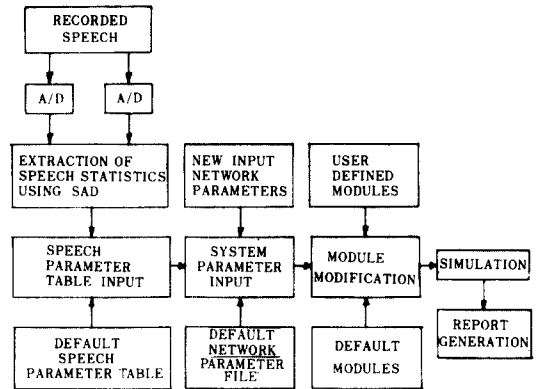 RECORDED
SPEECH
A/D
A/D
EXTRACTION OF
SPEECH STATISTICS
USING SAD
NEW INPUT
NETWORK
PARAMETERS
USER
DEFINED
MODULES
SPEECH
PARAMETER
TABLE INPUT
SYSTEM
PARAMETER
INPUT
MODULE
MODIFICATION
SIMULATION
DEFAULT
SPEECH
PARAMETER TABLE
DEFAULT
NETWORK
PARAMETER
FILE
DEFAULT
MODULES
REPORT
GENERATION